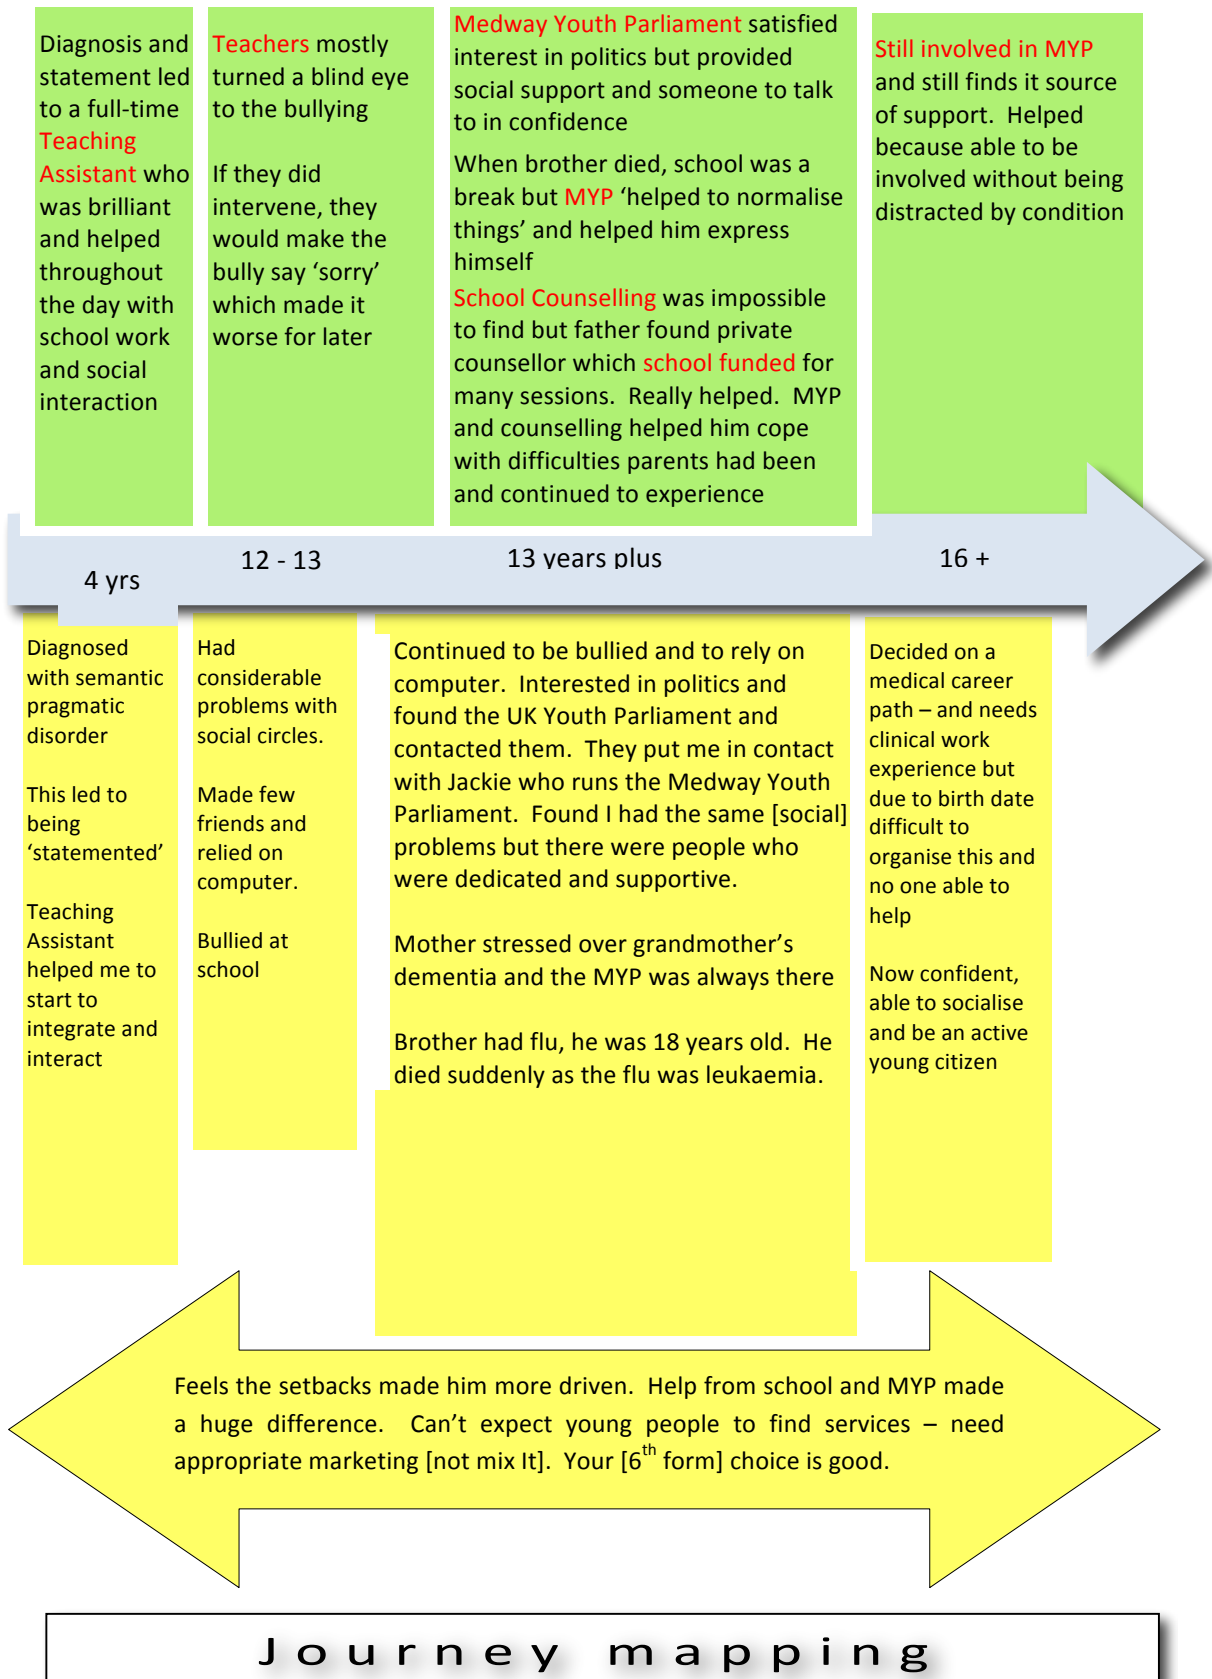 Diagnosis and
statement led
to a full-time
Teaching
Assistant who
was brilliant
and helped
throughout
the day with
school work
and social
interaction
Teachers mostly
turned a blind eye
to the bullying
If they did
intervene, they
would make the
bully say ‘sorry’
which made it
worse for later
Medway Youth Parliament satisfied
interest in politics but provided
social support and someone to talk
to in confidence
When brother died, school was a
break but MYP ‘helped to normalise
things’ and helped him express
himself
School Counselling was impossible
to find but father found private
counsellor which school funded for
many sessions.  Really helped.  MYP
and counselling helped him cope
with difficulties parents had been
and continued to experience
Still involved in MYP
and still finds it source
of support.  Helped
because able to be
involved without being
distracted by condition
4 yrs
12 - 13
13 years plus
16 +
Diagnosed
with semantic
pragmatic
disorder
This led to
being
‘statemented’
Teaching
Assistant
helped me to
start to
integrate and
interact
Had
considerable
problems with
social circles.
Made few
friends and
relied on
computer.
Bullied at
school
Continued to be bullied and to rely on
computer.  Interested in politics and
found the UK Youth Parliament and
contacted them.  They put me in contact
with Jackie who runs the Medway Youth
Parliament.  Found I had the same [social]
problems but there were people who
were dedicated and supportive.
Mother stressed over grandmother’s
dementia and the MYP was always there
Brother had flu, he was 18 years old.  He
died suddenly as the flu was leukaemia.
Decided on a
medical career
path – and needs
clinical work
experience but
due to birth date
difficult to
organise this and
no one able to
help
Now confident,
able to socialise
and be an active
young citizen
Feels the setbacks made him more driven.  Help from school and MYP made
a huge difference.  Can’t expect young people to find services – need
appropriate marketing [not mix It].  Your [6th form] choice is good.
Journey mapping